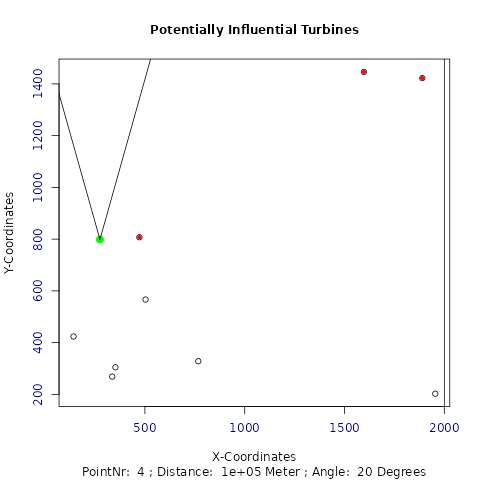 Potentially Influential Turbines
Y-Coordinates
1400
1200
1000
800
600
400
200
500 1000 1500 2000
X-Coordinates
PointNr: 4 ; Distance: 1e+05 Meter ; Angle: 20 Degrees